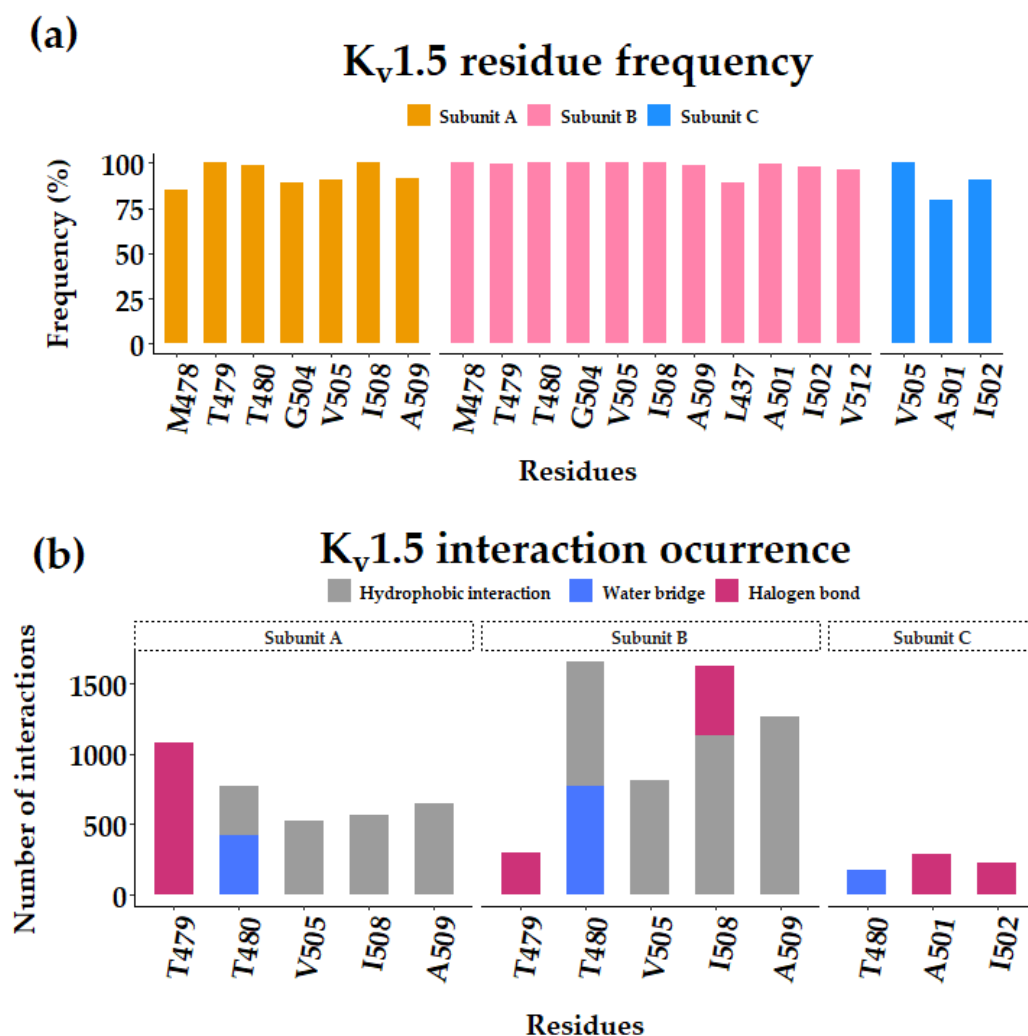 (a)
Kv1.5 residue frequency
Subunit A Subunit B Subunit C
Frequency (%)
100
75
50
25
0
M478 T479 T480 G504 V505 I508 A509 M478 T479 T480 G504 V505 I508 A509 L437 A501 I502 V512 V505 A501 I502
Residues
(b)
Kv1.5 interaction ocurrence
Hydrophobic interaction Water bridge Halogen bond
Subunit A Subunit B Subunit C
Number of interactions
1500
1000
500
0
T479 T480 V505 I508 A509 T479 T480 V505 I508 A509 T480 A501 I502
Residues